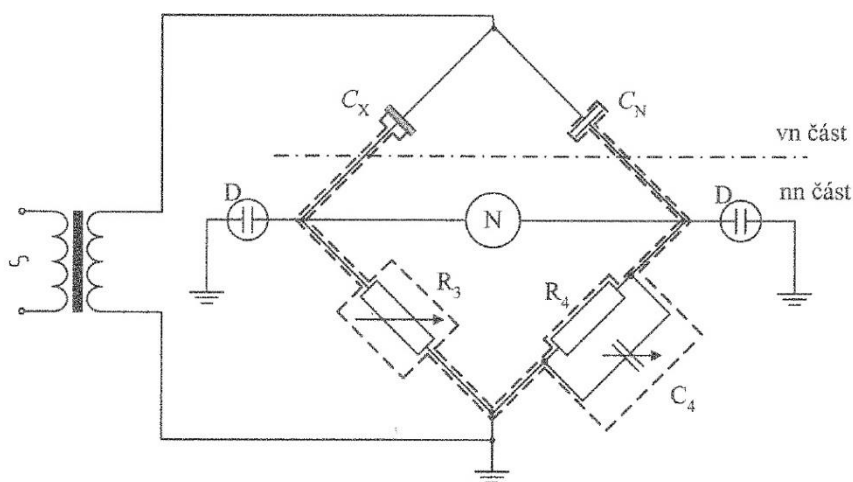 C_X
C_N
vn část
D
N
D
nn část
R_3
R_4
C_4